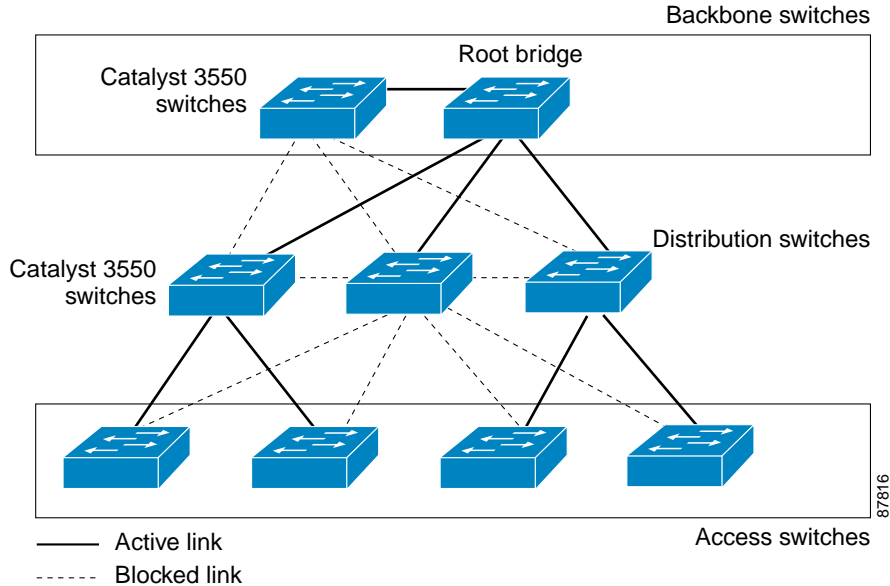 Backbone switches
Root bridge
Catalyst 3550
switches
Distribution switches
Catalyst 3550
switches
87816
Access switches
Active link
Blocked link